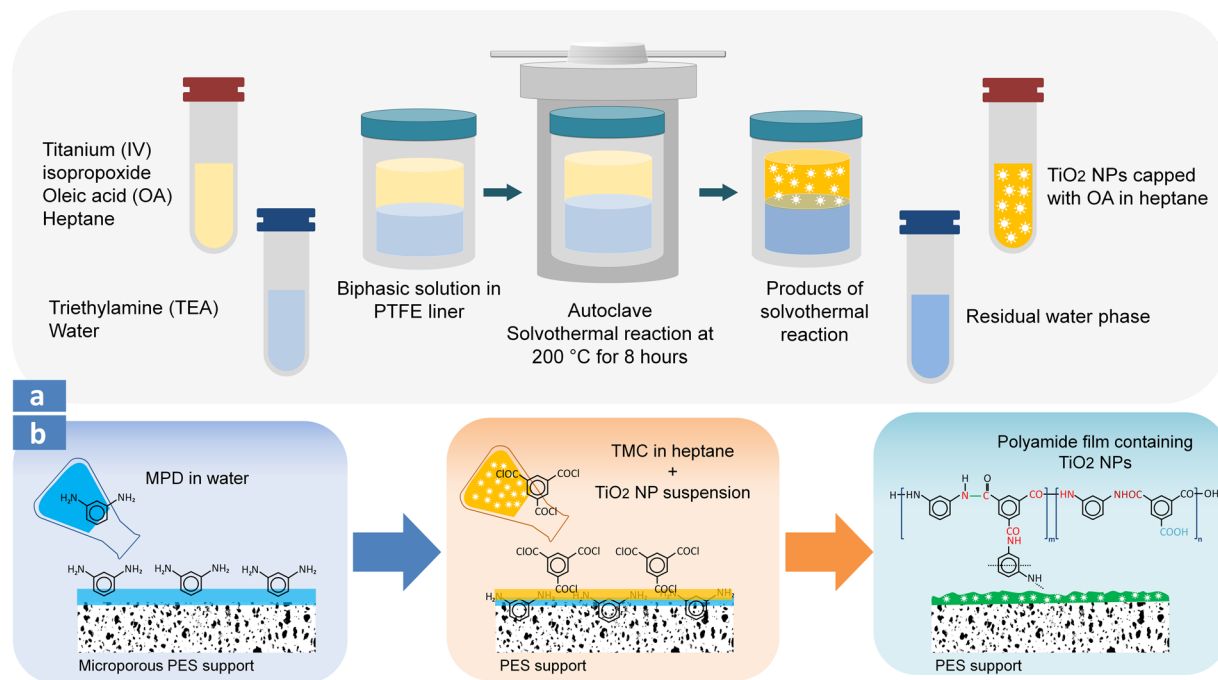 Titanium (IV)
isopropoxide
Oleic acid (OA)
Heptane
Triethylamine (TEA)
Water
Biphasic solution in
PTFE liner
Autoclave
Solvothermal reaction at
200 °C for 8 hours
Products of
solvothermal
reaction
TiO2 NPs capped
with OA in heptane
Residual water phase
a
b
MPD in water
H₂N
NH₂
H₂N
NH₂
H₂N
NH₂
H₂N
NH₂
Microporous PES support
TMC in heptane
+
TiO2 NP suspension
ClOC
COCl
COCl
ClOC
COCl
COCl
ClOC
COCl
COCl
H₂N
NH₂
PES support
Polyamide film containing
TiO2 NPs
H
HN
H
N
O
C
CO
CO
NH
NH
m
HN
NHOC
CO
OH
COOH
n
PES support